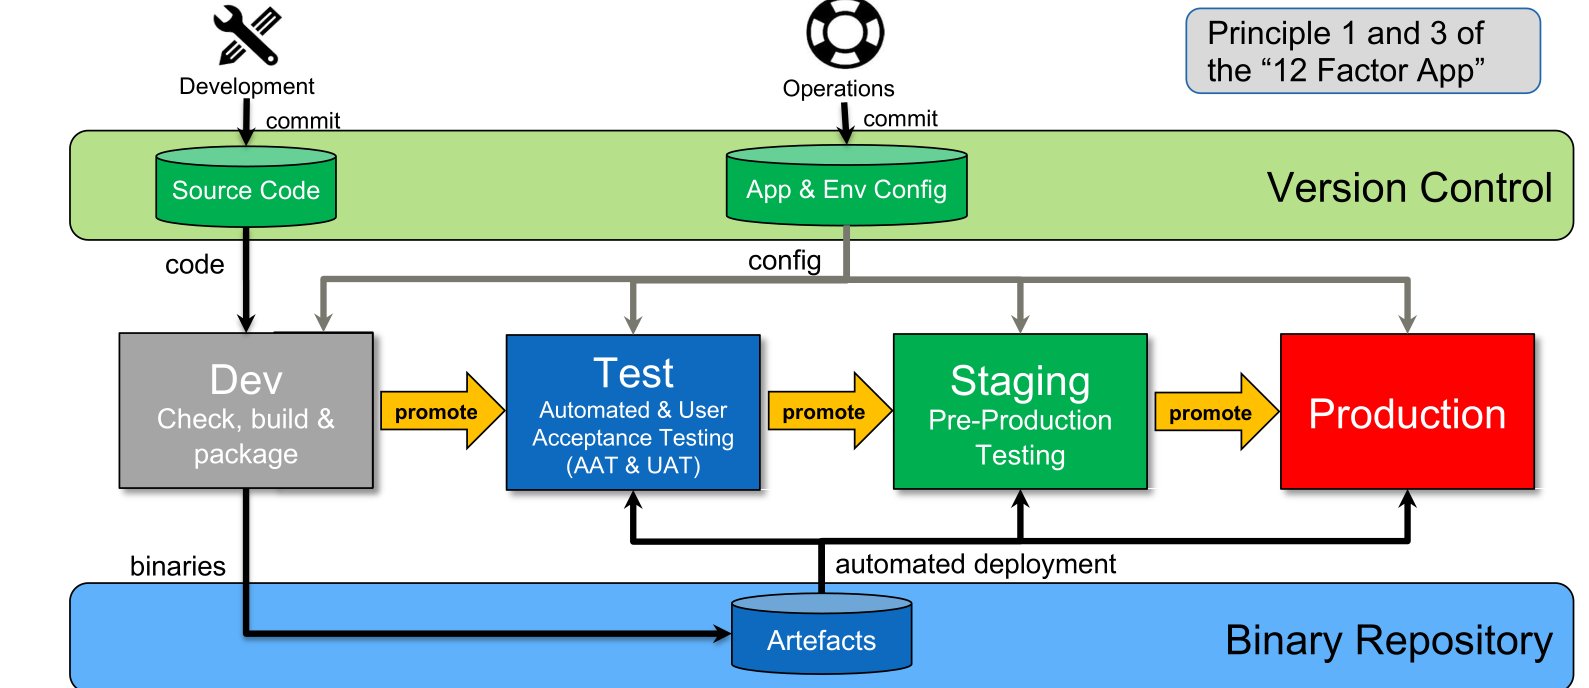 Principle 1 and 3 of
the “12 Factor App”
Development
Operations
commit
commit
Source Code
App & Env Config
Version Control
code
config
Dev
Check, build &
package
promote
Test
Automated & User
Acceptance Testing
(AAT & UAT)
promote
Staging
Pre-Production
Testing
promote
Production
binaries
automated deployment
Artefacts
Binary Repository